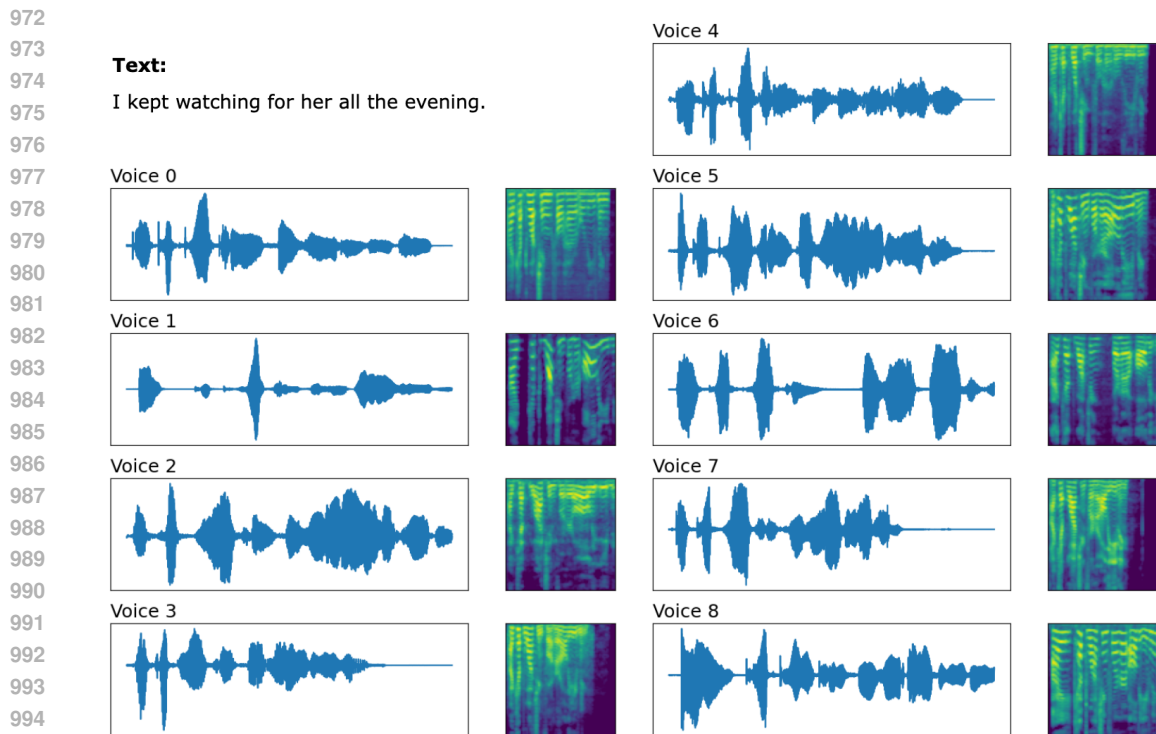 972
973
974
975
976
977
978
979
980
981
982
983
984
985
986
987
988
989
990
991
992
993
994
Text:
I kept watching for her all the evening.
Voice 0
Voice 1
Voice 2
Voice 3
Voice 4
Voice 5
Voice 6
Voice 7
Voice 8